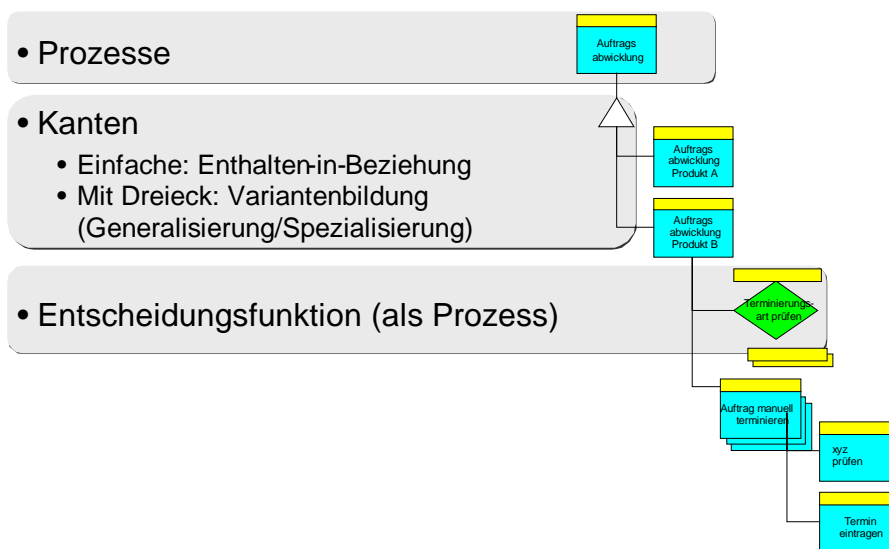 • Prozesse
Auftrags
abwicklung
• Kanten
• Einfache: Enthalten-in-Beziehung
• Mit Dreieck: Variantenbildung
(Generalisierung/Spezialisierung)
Auftrags
abwicklung
Produkt A
Auftrags
abwicklung
Produkt B
• Entscheidungsfunktion (als Prozess)
Terminierungs-
art prüfen
Auftrag manuell
terminieren
xyz
prüfen
Termin
eintragen